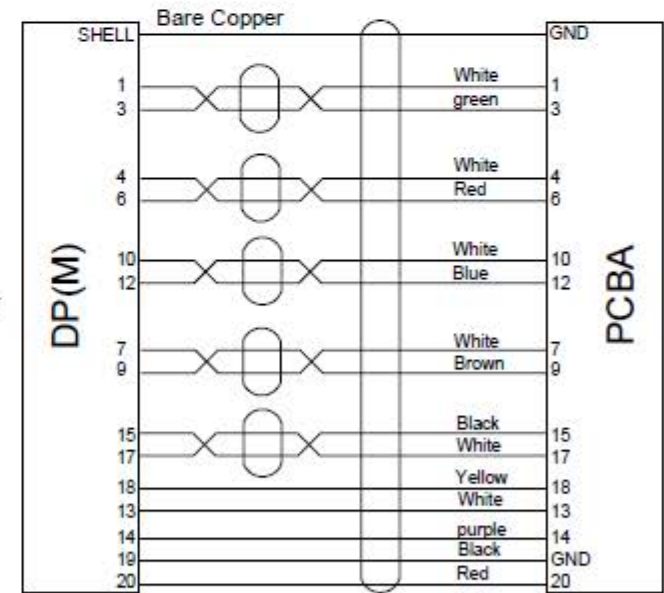 Bare Copper
SHELL GND
1 White 1
3 green 3
4 White 4
6 Red 6
10 White 10
12 Blue 12
7 White 7
9 Brown 9
15 Black 15
17 White 17
18 Yellow 18
13 White 13
14 purple 14
19 Black GND
20 Red 20
DP(M)
PCBA